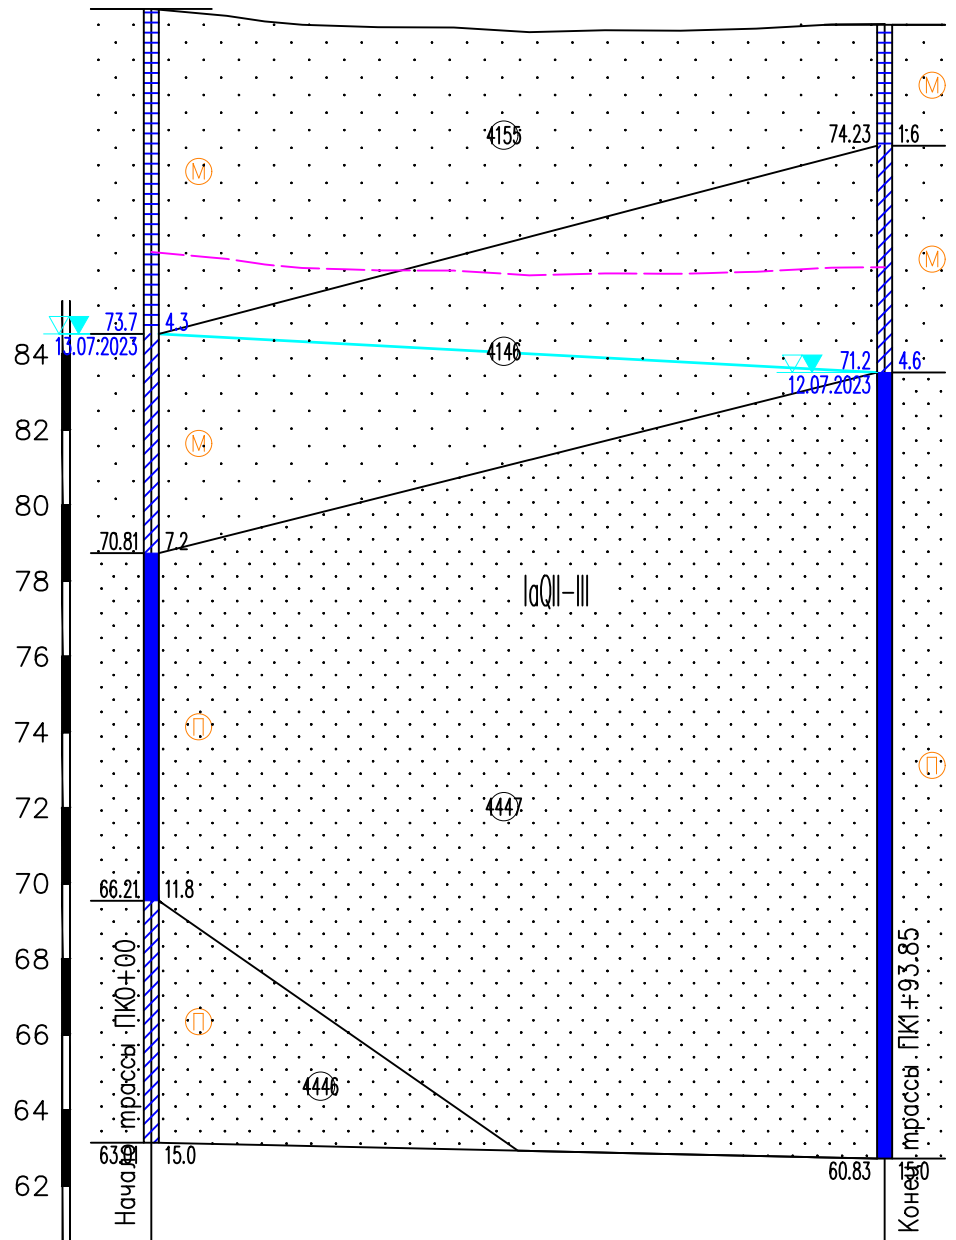 М
4155
74.23 1.6
М
М
73.7 4.3
13.07.2023
84
4146
71.2 4.6
12.07.2023
82
М
80
70.81 7.2
78
laQII-III
76
74
П
П
72
4447
70
66.21 11.8
68
Начало трассы ПК0+00
Конец трассы ПК1+93.85
66
П
64
4446
63.01 15.0
60.83 15.0
62